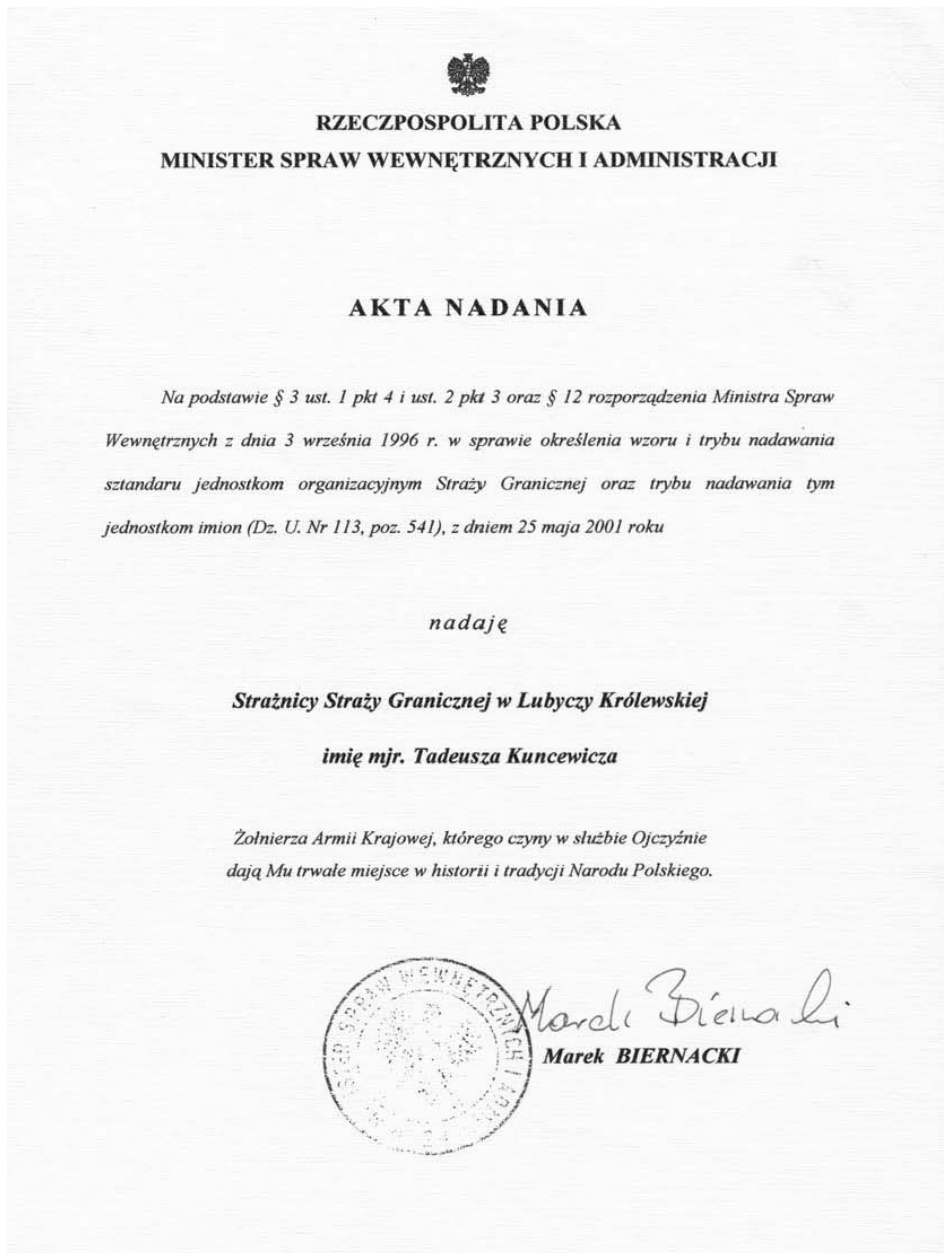 RZECZPOSPOLITA POLSKA
MINISTER SPRAW WEWNĘTRZNYCH I ADMINISTRACJI
AKTA NADANIA
Na podstawie § 3 ust. 1 pkt 4 i ust. 2 pkt 3 oraz § 12 rozporządzenia Ministra Spraw
Wewnętrznych z dnia 3 września 1996 r. w sprawie określenia wzoru i trybu nadawania
sztandaru jednostkom organizacyjnym Straży Granicznej oraz trybu nadawania tym
jednostkom imion (Dz. U. Nr 113, poz. 541), z dniem 25 maja 2001 roku
nadaję
Strażnicy Straży Granicznej w Lubyczy Królewskiej
imię mjr. Tadeusza Kuncewicza
Żołnierza Armii Krajowej, którego czyny w służbie Ojczyźnie
dają Mu trwałe miejsce w historii i tradycji Narodu Polskiego.
SPRAW WEWNĘTRZNYCH I
Marek Biernacki
Marek BIERNACKI